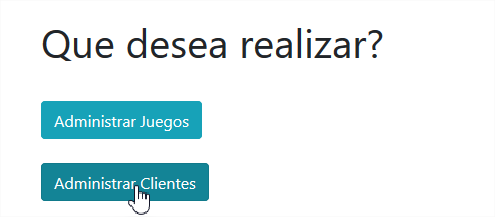 Que desea realizar?
Administrar Juegos
Administrar Clientes